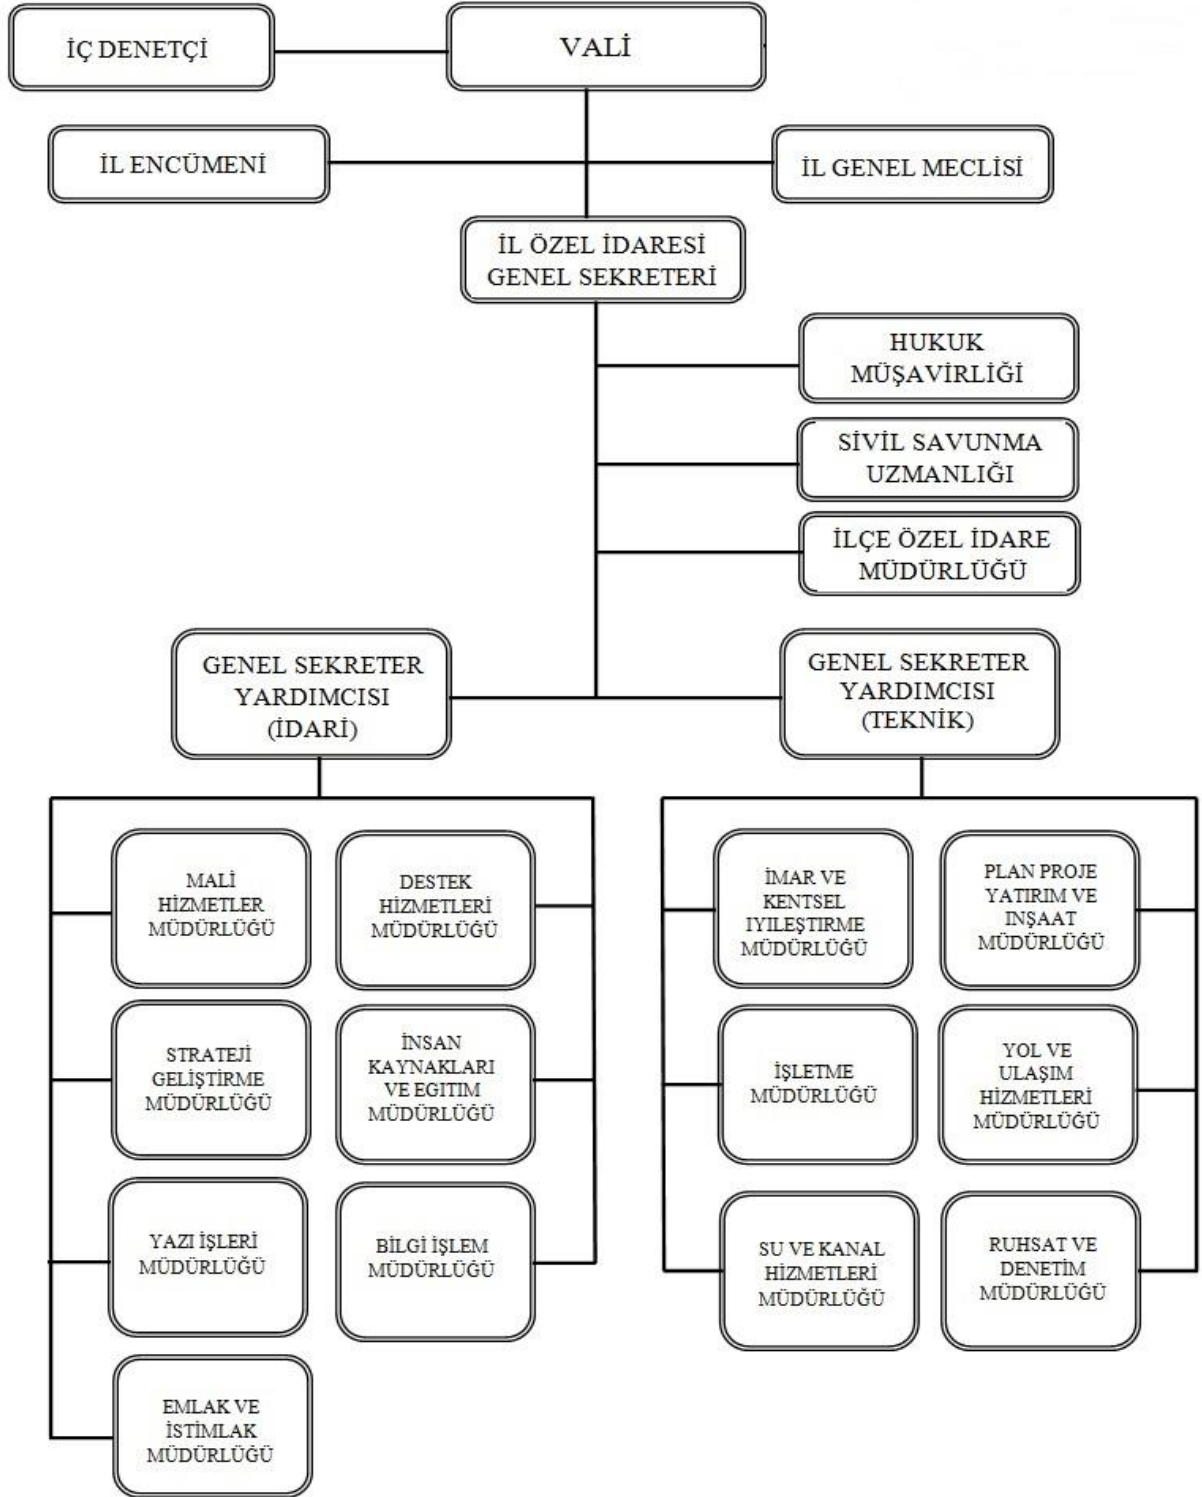 İÇ DENETÇİ
VALİ
İL ENCÜMENİ
İL GENEL MECLİSİ
İL ÖZEL İDARESİ
GENEL SEKRETERİ
HUKUK
MÜŞAVİRLİĞİ
SİVİL SAVUNMA
UZMANLIĞI
İLÇE ÖZEL İDARE
MÜDÜRLÜĞÜ
GENEL SEKRETER
YARDIMCISI
(İDARİ)
GENEL SEKRETER
YARDIMCISI
(TEKNİK)
MALİ
HİZMETLER
MÜDÜRLÜĞÜ
DESTEK
HİZMETLERİ
MÜDÜRLÜĞÜ
İMAR VE
KENTSEL
IYILEŞTIRME
MÜDÜRLÜĞÜ
PLAN PROJE
YATIRIM VE
INŞAAT
MÜDÜRLÜĞÜ
STRATEJI
GELİŞTİRME
MÜDÜRLÜĞÜ
İNSAN
KAYNAKLARI
VE EGITIM
MÜDÜRLÜĞÜ
İŞLETME
MÜDÜRLÜĞÜ
YOL VE
ULAŞIM
HİZMETLERİ
MÜDÜRLÜĞÜ
YAZI İŞLERİ
MÜDÜRLÜĞÜ
BİLGİ İŞLEM
MÜDÜRLÜĞÜ
SU VE KANAL
HİZMETLERİ
MÜDÜRLÜĞÜ
RUHSAT VE
DENETİM
MÜDÜRLÜĞÜ
EMLAK VE
İSTİMLAK
MÜDÜRLÜĞÜ